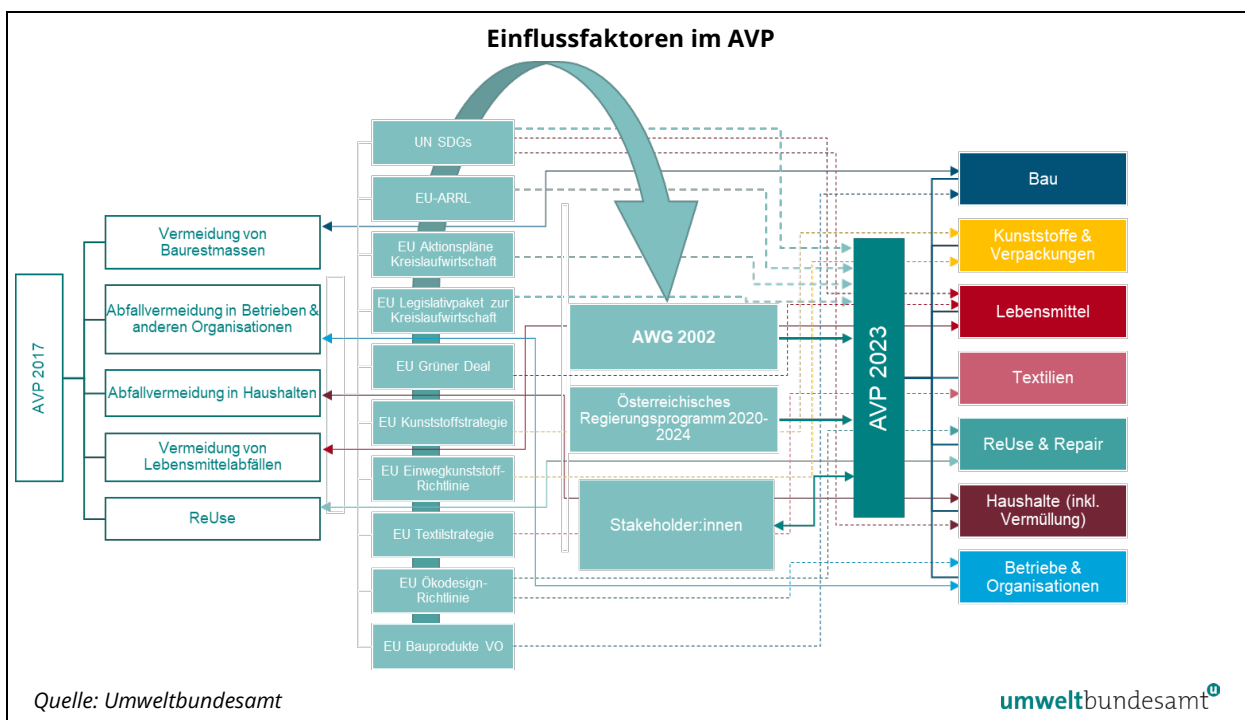 Einflussfaktoren im AVP
AVP 2017
Vermeidung von
Baurestmassen
Abfallvermeidung in Betrieben &
anderen Organisationen
Abfallvermeidung in Haushalten
Vermeidung von
Lebensmittelabfällen
ReUse
UN SDGs
EU-ARRL
EU Aktionspläne
Kreislaufwirtschaft
EU Legislativpaket zur
Kreislaufwirtschaft
EU Grüner Deal
EU Kunststoffstrategie
EU Einwegkunststoff-
Richtlinie
EU Textilstrategie
EU Ökodesign-
Richtlinie
EU Bauprodukte VO
AWG 2002
Österreichisches
Regierungsprogramm 2020-
2024
Stakeholder:innen
AVP 2023
Bau
Kunststoffe &
Verpackungen
Lebensmittel
Textilien
ReUse & Repair
Haushalte (inkl.
Vermüllung)
Betriebe &
Organisationen
Quelle: Umweltbundesamt
umweltbundesamt u